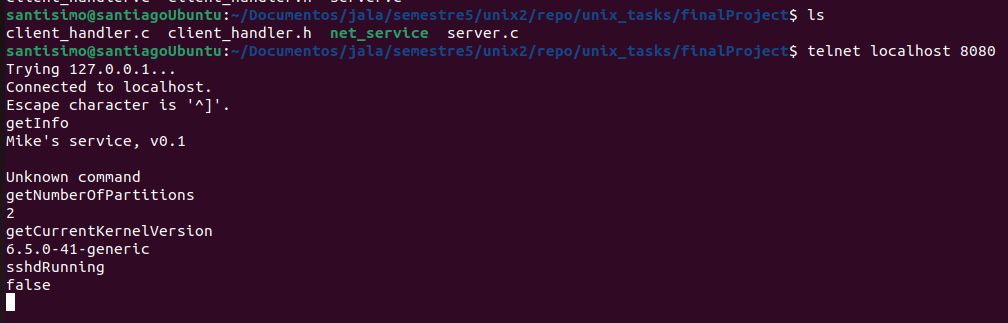 santisimo@santiagoUbuntu:~/Documentos/jala/semestre5/unix2/repo/unix_tasks/finalProject$ ls
client_handler.c  client_handler.h  net_service  server.c
santisimo@santiagoUbuntu:~/Documentos/jala/semestre5/unix2/repo/unix_tasks/finalProject$ telnet localhost 8080
Trying 127.0.0.1...
Connected to localhost.
Escape character is '^]'.
getInfo
Mike's service, v0.1
Unknown command
getNumberOfPartitions
2
getCurrentKernelVersion
6.5.0-41-generic
sshdRunning
false